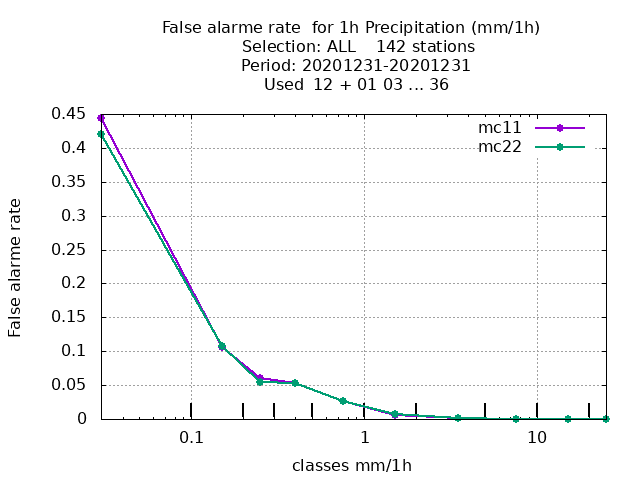 False alarme rate  for 1h Precipitation (mm/1h)
Selection: ALL    142 stations
Period: 20201231-20201231
Used  12 + 01 03 ... 36
mc11
mc22
False alarme rate
0.45
0.4
0.35
0.3
0.25
0.2
0.15
0.1
0.05
0
0.1 1 10
classes mm/1h